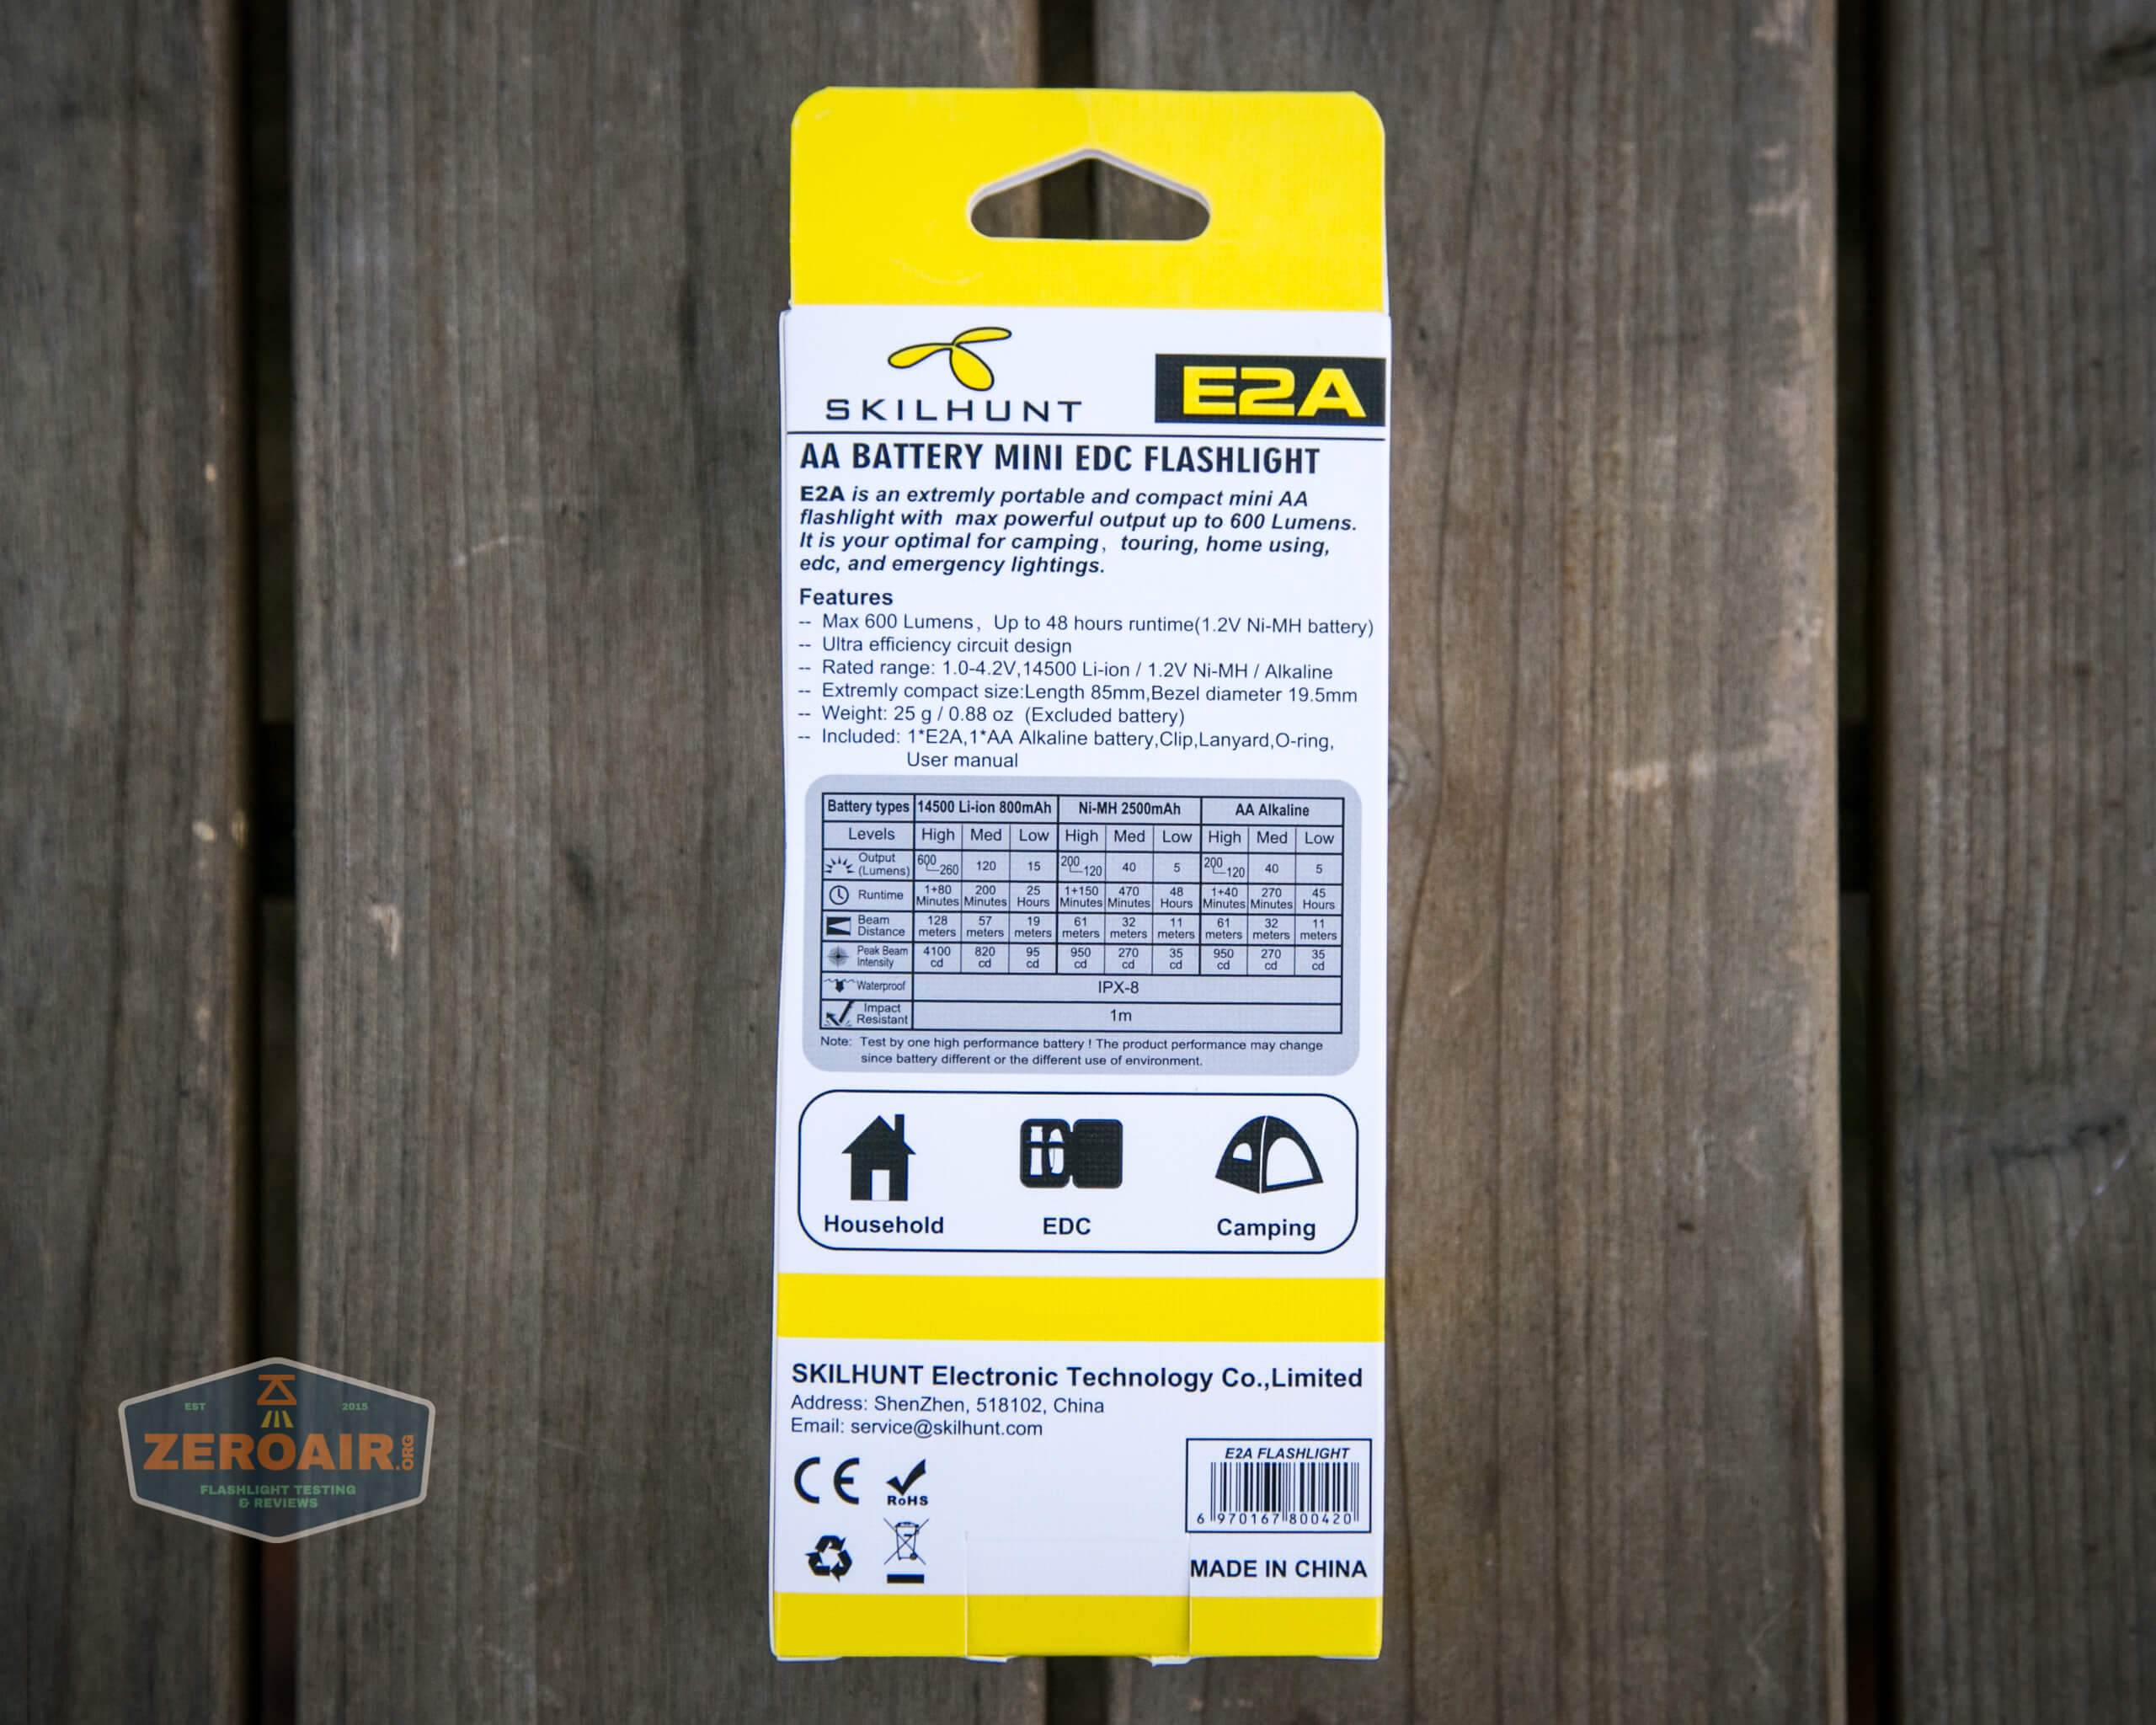 SKILHUNT
E2A
AA BATTERY MINI EDC FLASHLIGHT
E2A is an extremly portable and compact mini AA
flashlight with max powerful output up to 600 Lumens.
It is your optimal for camping, touring, home using,
edc, and emergency lightings.
Features
-- Max 600 Lumens, Up to 48 hours runtime(1.2V Ni-MH battery)
-- Ultra efficiency circuit design
-- Rated range: 1.0-4.2V,14500 Li-ion / 1.2V Ni-MH / Alkaline
-- Extremly compact size:Length 85mm,Bezel diameter 19.5mm
-- Weight: 25 g / 0.88 oz (Excluded battery)
-- Included: 1*E2A,1*AA Alkaline battery,Clip,Lanyard,O-ring,
User manual
Battery types 14500 Li-ion 800mAh Ni-MH 2500mAh AA Alkaline
Levels High Med Low High Med Low High Med Low
Output (Lumens) 600 260 120 15 200 120 40 5 200 120 40 5
Runtime 1+80 Minutes 200 Minutes 25 Hours 1+150 Minutes 470 Minutes 48 Hours 1+40 Minutes 270 Minutes 45 Hours
Beam Distance 128 meters 57 meters 19 meters 61 meters 32 meters 11 meters 61 meters 32 meters 11 meters
Peak Beam Intensity 4100 cd 820 cd 95 cd 950 cd 270 cd 35 cd 950 cd 270 cd 35 cd
Waterproof IPX-8
Impact Resistant 1m
Note: Test by one high performance battery ! The product performance may change
since battery different or the different use of environment.
Household EDC Camping
SKILHUNT Electronic Technology Co.,Limited
Address: ShenZhen, 518102, China
Email: service@skilhunt.com
CE RoHS
E2A FLASHLIGHT
6 970167 800420
MADE IN CHINA
EST 2015
ZEROAIR.ORG
FLASHLIGHT TESTING
& REVIEWS